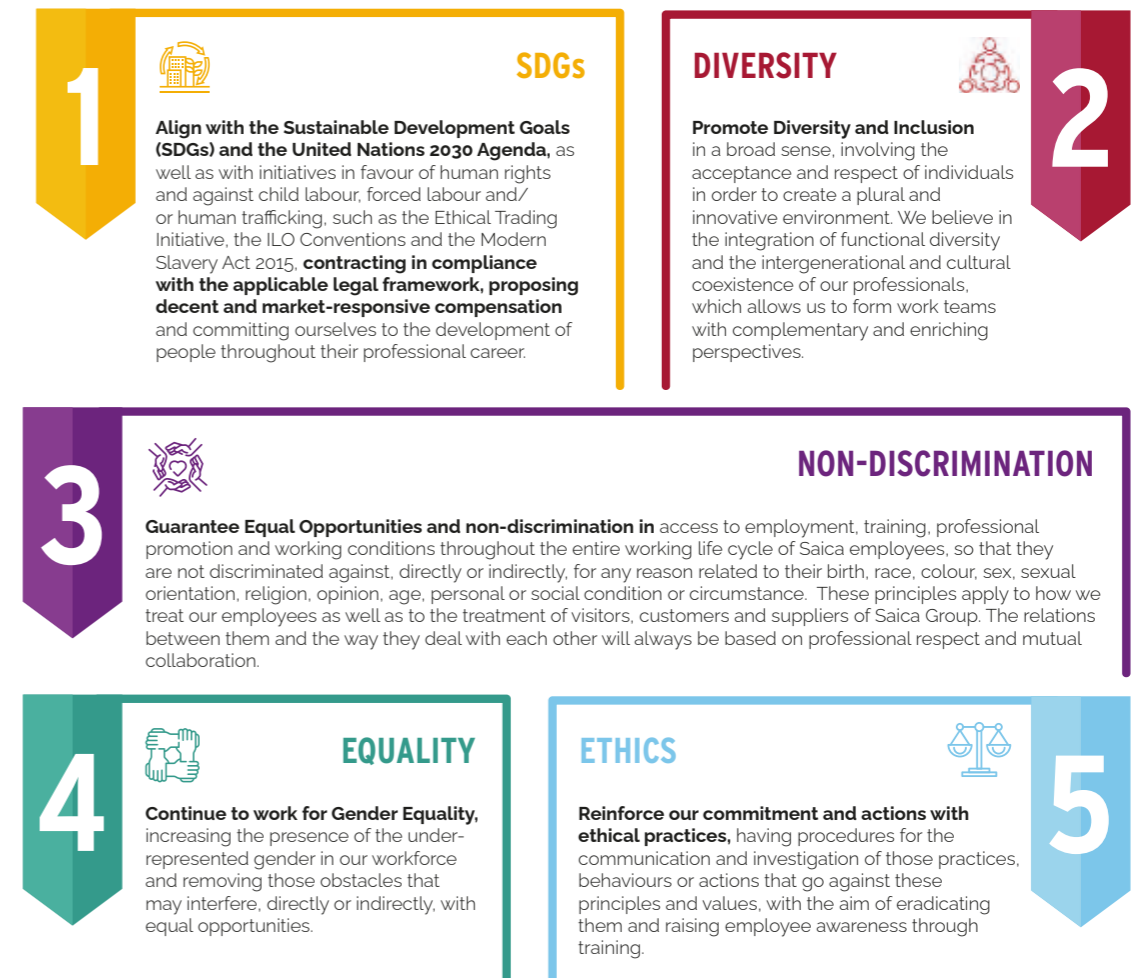 1
SDGs
Align with the Sustainable Development Goals
(SDGs) and the United Nations 2030 Agenda, as
well as with initiatives in favour of human rights
and against child labour, forced labour and/
or human trafficking, such as the Ethical Trading
Initiative, the ILO Conventions and the Modern
Slavery Act 2015, contracting in compliance
with the applicable legal framework, proposing
decent and market-responsive compensation
and committing ourselves to the development of
people throughout their professional career.
DIVERSITY
2
Promote Diversity and Inclusion
in a broad sense, involving the
acceptance and respect of individuals
in order to create a plural and
innovative environment. We believe in
the integration of functional diversity
and the intergenerational and cultural
coexistence of our professionals,
which allows us to form work teams
with complementary and enriching
perspectives.
3
NON-DISCRIMINATION
Guarantee Equal Opportunities and non-discrimination in access to employment, training, professional
promotion and working conditions throughout the entire working life cycle of Saica employees, so that they
are not discriminated against, directly or indirectly, for any reason related to their birth, race, colour, sex, sexual
orientation, religion, opinion, age, personal or social condition or circumstance.  These principles apply to how we
treat our employees as well as to the treatment of visitors, customers and suppliers of Saica Group. The relations
between them and the way they deal with each other will always be based on professional respect and mutual
collaboration.
4
EQUALITY
Continue to work for Gender Equality,
increasing the presence of the under-
represented gender in our workforce
and removing those obstacles that
may interfere, directly or indirectly, with
equal opportunities.
ETHICS
5
Reinforce our commitment and actions with
ethical practices, having procedures for the
communication and investigation of those practices,
behaviours or actions that go against these
principles and values, with the aim of eradicating
them and raising employee awareness through
training.